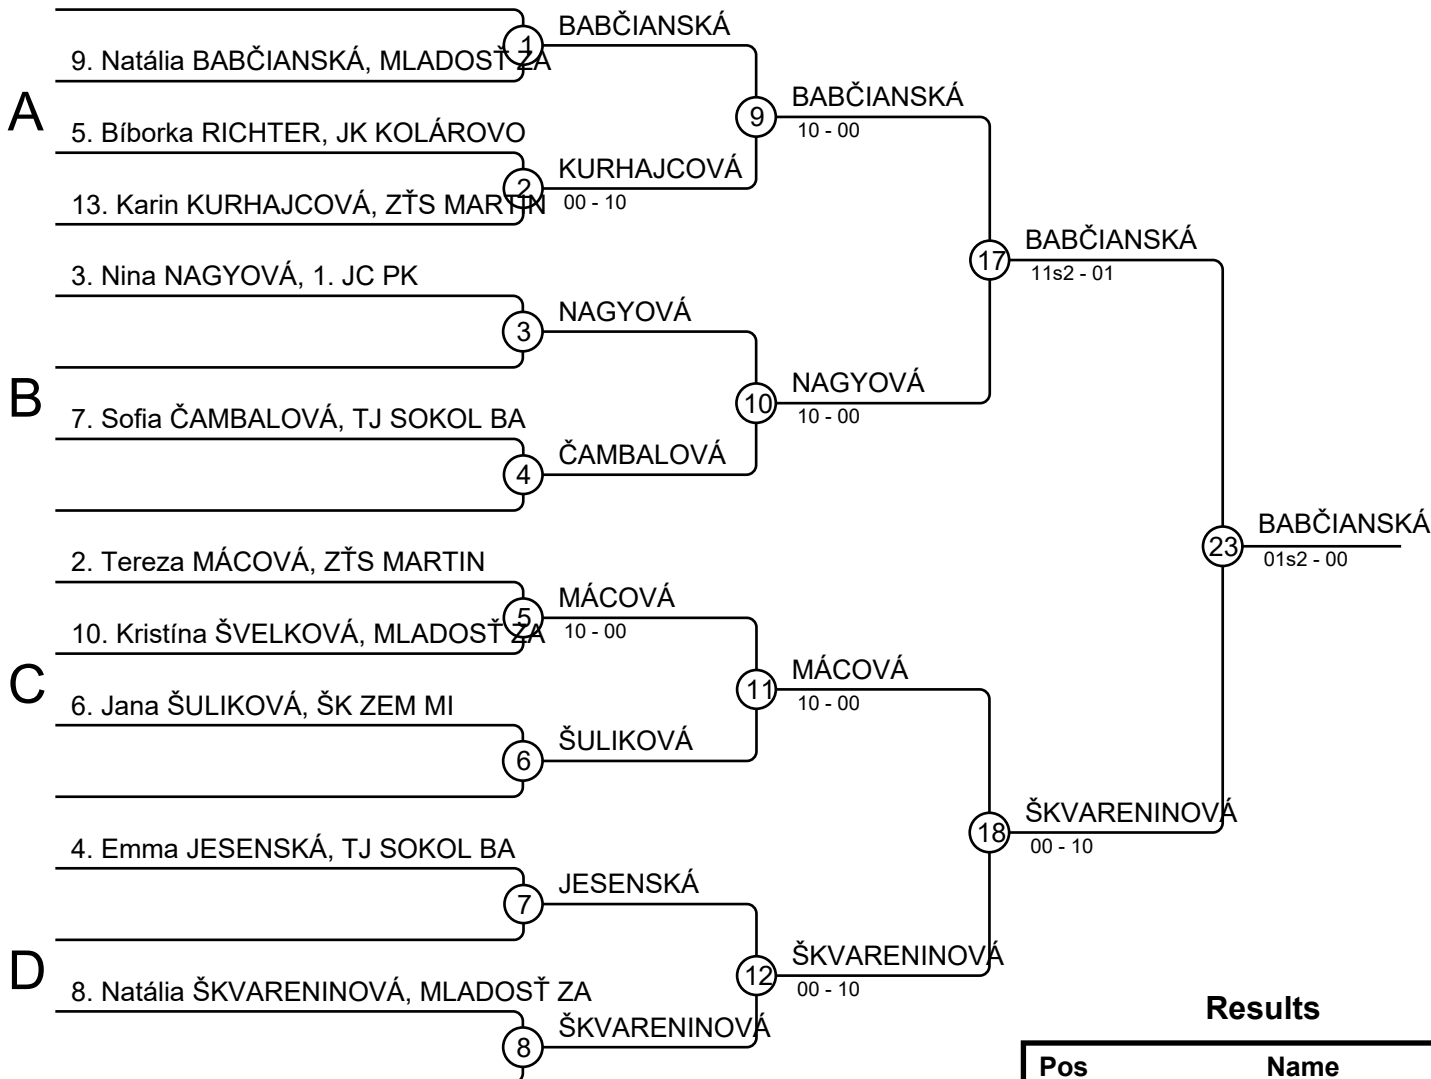 BABČIANSKÁ
1
9. Natália BABČIANSKÁ, MLADOSŤ ZA
BABČIANSKÁ
A
9
10 - 00
5. Bíborka RICHTER, JK KOLÁROVO
KURHAJCOVÁ
2
00 - 10
13. Karin KURHAJCOVÁ, ZŤS MARTIN
BABČIANSKÁ
17
11s2 - 01
3. Nina NAGYOVÁ, 1. JC PK
NAGYOVÁ
3
NAGYOVÁ
B
10
10 - 00
7. Sofia ČAMBALOVÁ, TJ SOKOL BA
ČAMBALOVÁ
4
BABČIANSKÁ
23
01s2 - 00
2. Tereza MÁCOVÁ, ZŤS MARTIN
MÁCOVÁ
5
10 - 00
10. Kristína ŠVELKOVÁ, MLADOSŤ ZA
MÁCOVÁ
C
11
10 - 00
6. Jana ŠULIKOVÁ, ŠK ZEM MI
ŠULIKOVÁ
6
ŠKVARENINOVÁ
18
00 - 10
4. Emma JESENSKÁ, TJ SOKOL BA
JESENSKÁ
7
ŠKVARENINOVÁ
D
12
00 - 10
8. Natália ŠKVARENINOVÁ, MLADOSŤ ZA
ŠKVARENINOVÁ
8
Results
Pos Name